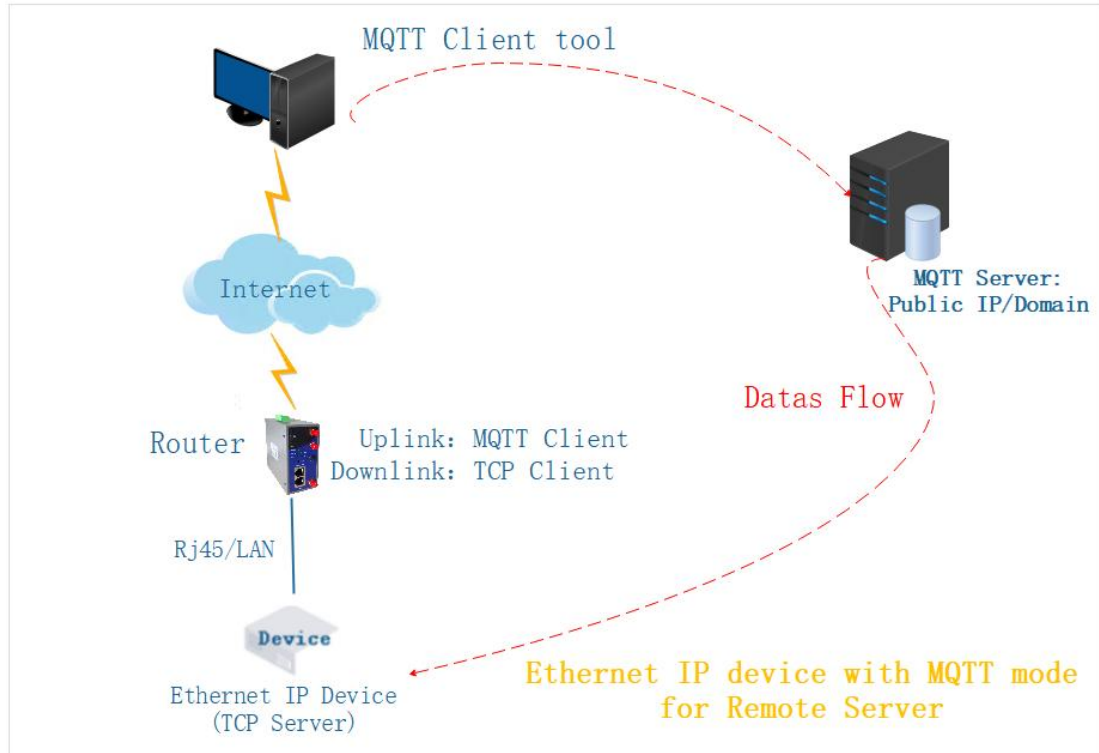 MQTT Client tool
Internet
MQTT Server:
Public IP/Domain
Datas Flow
Router
Uplink: MQTT Client
Downlink: TCP Client
Rj45/LAN
Device
Ethernet IP Device
(TCP Server)
Ethernet IP device with MQTT mode
for Remote Server